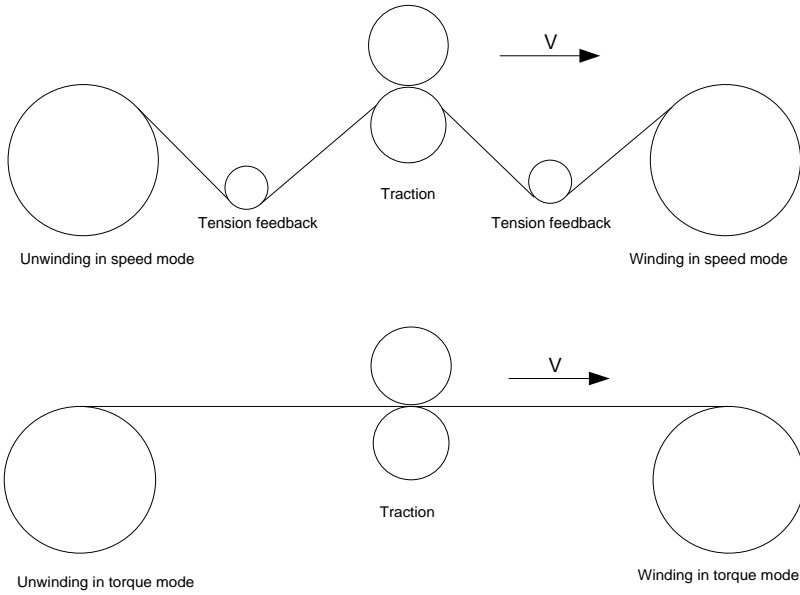 V
Traction
Tension feedback
Tension feedback
Unwinding in speed mode
Winding in speed mode
V
Traction
Unwinding in torque mode
Winding in torque mode